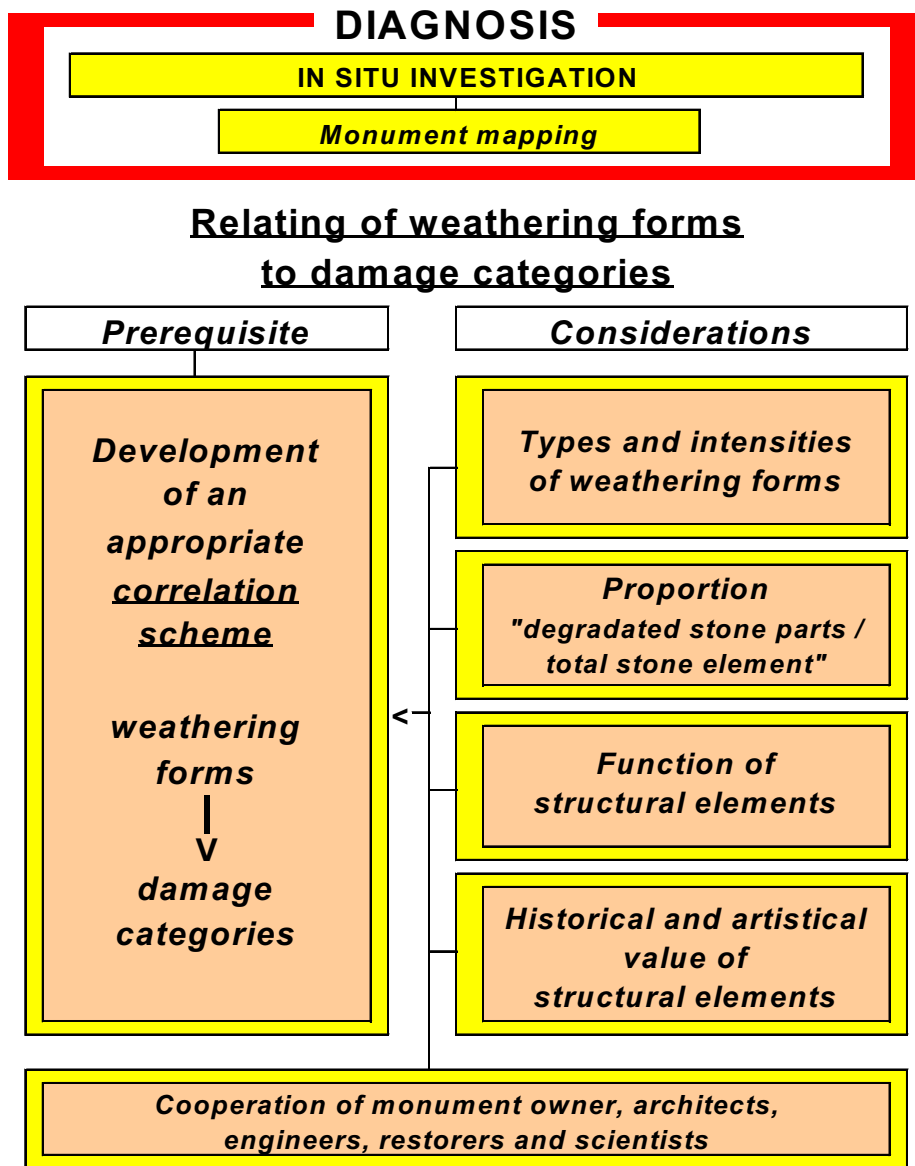 DIAGNOSIS
IN SITU INVESTIGATION
Monument mapping
Relating of weathering forms
to damage categories
Prerequisite
Development
of an
appropriate
correlation
scheme
weathering
forms
V
damage
categories
Considerations
Types and intensities
of weathering forms
Proportion
"degradated stone parts /
total stone element"
<
Function of
structural elements
Historical and artistical
value of
structural elements
Cooperation of monument owner, architects,
engineers, restorers and scientists